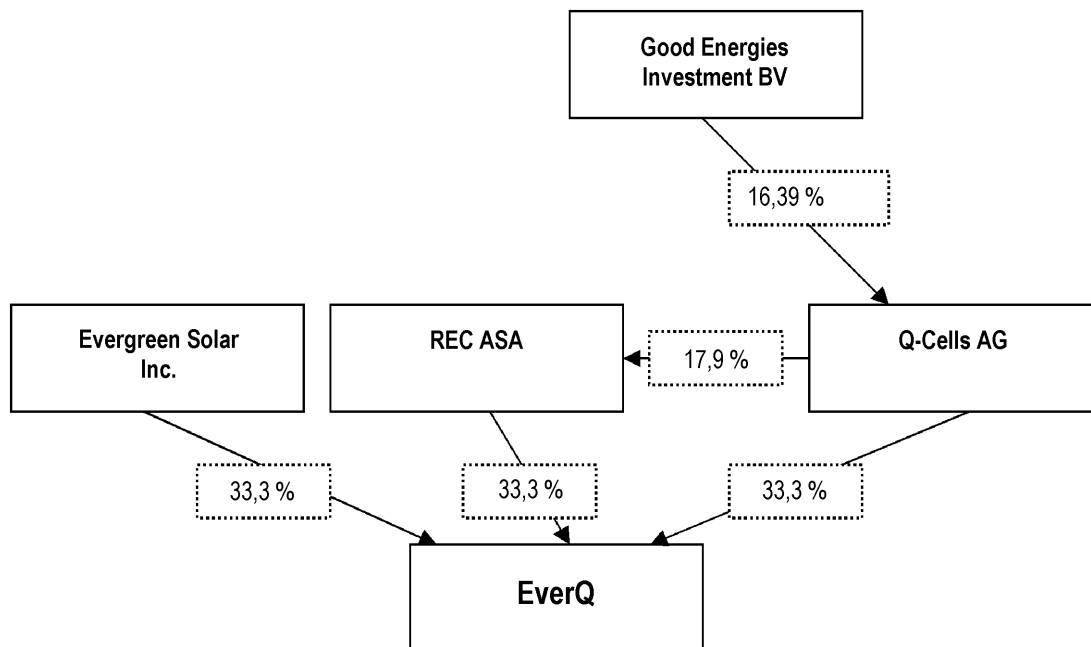 Good Energies
Investment BV
16,39 %
Evergreen Solar
Inc.
REC ASA
17,9 %
Q-Cells AG
33,3 %
33,3 %
33,3 %
EverQ